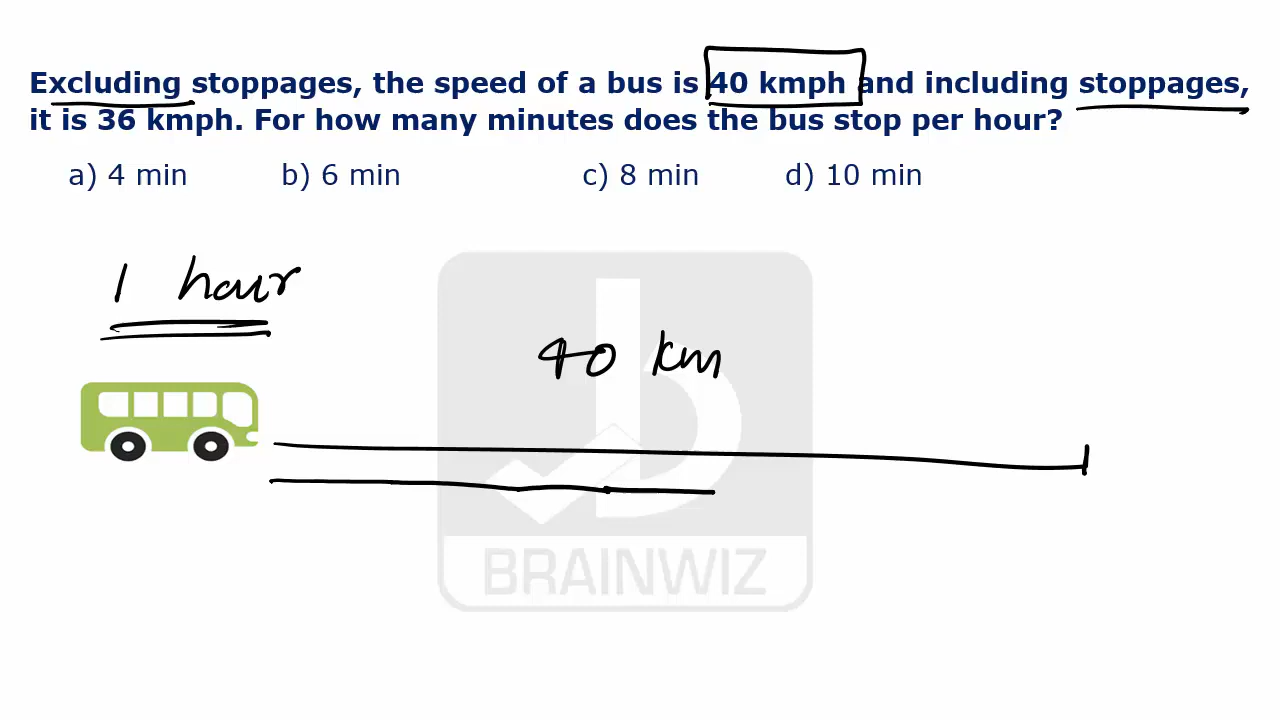 Excluding stoppages, the speed of a bus is 40 kmph and including stoppages,
it is 36 kmph. For how many minutes does the bus stop per hour?
a) 4 min b) 6 min c) 8 min d) 10 min
1 hour
40 km
BRAINWIZ